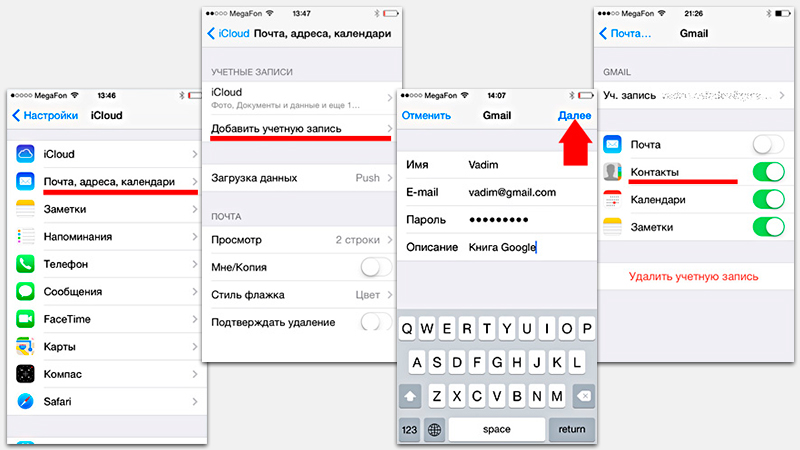 MegaFon 13:46
Настройки iCloud
iCloud
Почта, адреса, календари
Заметки
Напоминания
Телефон
Сообщения
FaceTime
Карты
Компас
Safari
MegaFon 13:47
iCloud Почта, адреса, календари
УЧЕТНЫЕ ЗАПИСИ
iCloud
Фото, Документы и данные и еще 1...
Добавить учетную запись
Загрузка данных Push
ПОЧТА
Просмотр 2 строки
Мне/Копия
Стиль флажка Цвет
Подтверждать удаление
MegaFon 14:07
Отменить Gmail Далее
Имя Vadim
E-mail vadim@gmail.com
Пароль ●●●●●●●●●
Описание Книга Google
Q W E R T Y U I O P
A S D F G H J K L
Z X C V B N M
123 space return
MegaFon 21:26
Почта... Gmail
GMAIL
Уч. запись
Почта
Контакты
Календари
Заметки
Удалить учетную запись